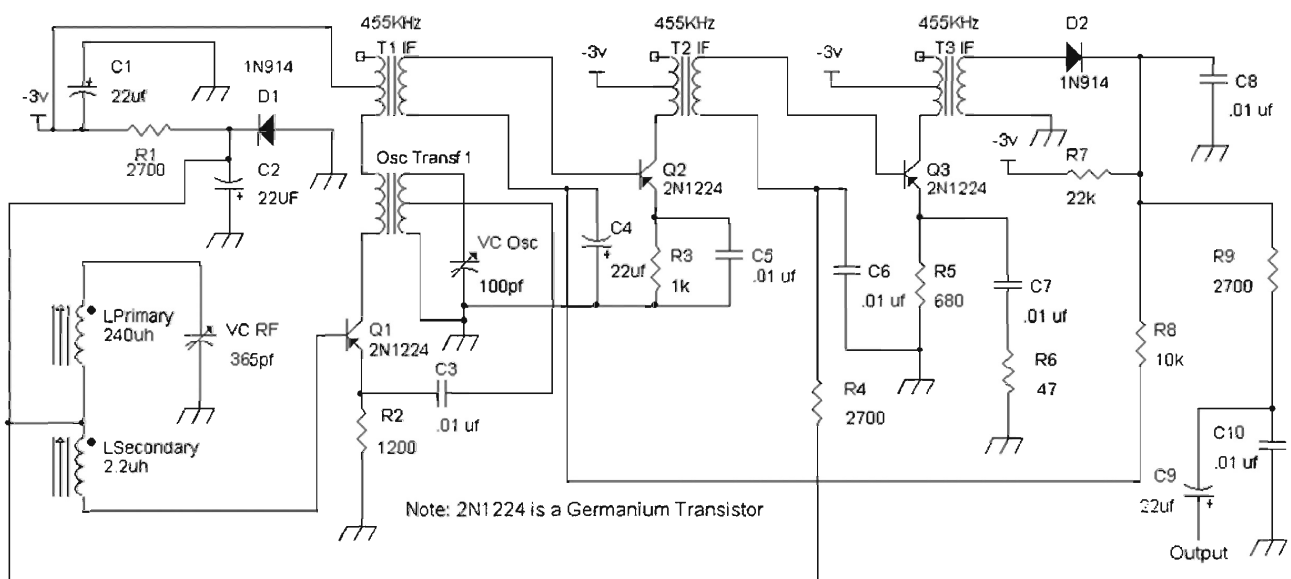 455KHz
T1 IF
455KHz
T2 IF
455KHz
T3 IF
D2
1N914
C8
.01 uf
C1
22uf
-3v
1N914
D1
R1
2700
C2
22UF
-3v
-3v
-3v
R7
22k
Osc Transf 1
Q2
2N1224
Q3
2N1224
VC Osc
100pf
C4
22uf
R3
1k
C5
.01 uf
C6
.01 uf
R5
680
C7
.01 uf
R9
2700
LPrimary
240uh
VC RF
365pf
Q1
2N1224
C3
.01 uf
R8
10k
R6
47
R4
2700
R2
1200
LSecondary
2.2uh
C10
.01 uf
C9
22uf
Note: 2N1224 is a Germanium Transistor
Output